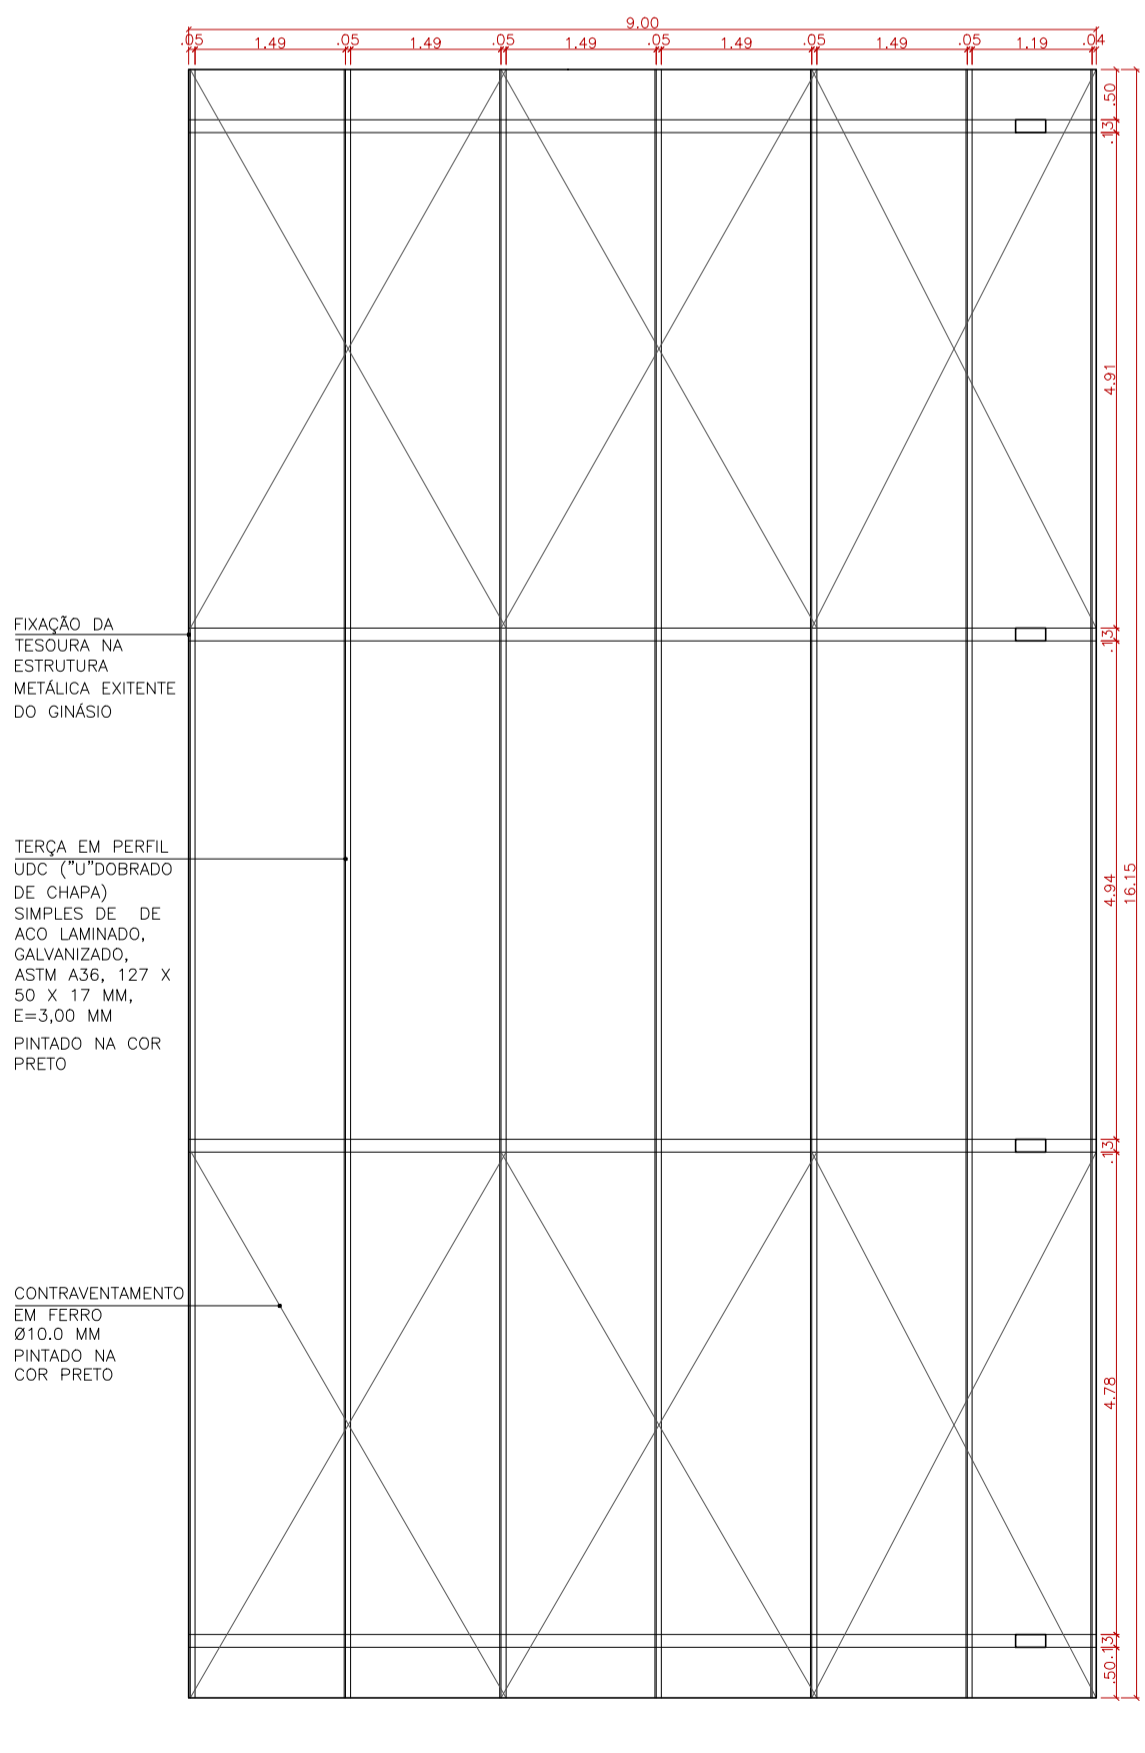 9.00
.05 1.49 .05 1.49 .05 1.49 .05 1.49 .05 1.49 .05 1.19 .04
.50
.13
4.91
FIXAÇÃO DA
TESOURA NA
ESTRUTURA
METÁLICA EXITENTE
DO GINÁSIO
.13
TERÇA EM PERFIL
UDC ("U"DOBRADO
DE CHAPA)
SIMPLES DE DE
ACO LAMINADO,
GALVANIZADO,
ASTM A36, 127 X
50 X 17 MM,
E=3,00 MM
PINTADO NA COR
PRETO
4.94
16.15
.13
CONTRAVENTAMENTO
EM FERRO
Ø10.0 MM
PINTADO NA
COR PRETO
4.78
.13
.50